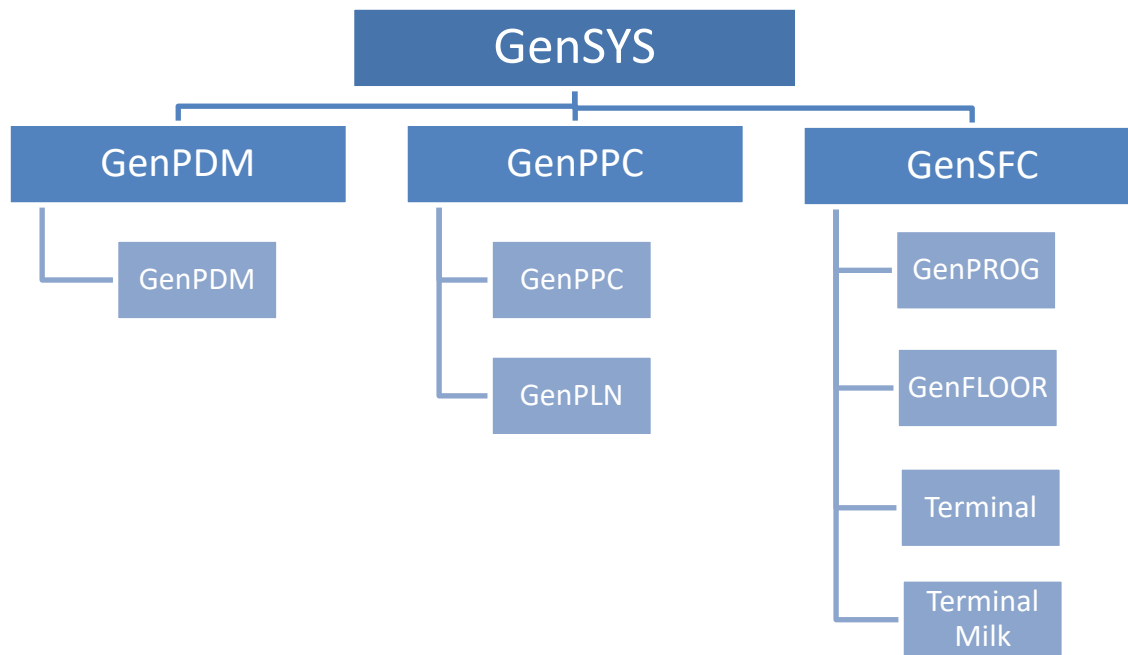 GenSYS
GenPDM
GenPPC
GenSFC
GenPDM
GenPPC
GenPLN
GenPROG
GenFLOOR
Terminal
Terminal
Milk